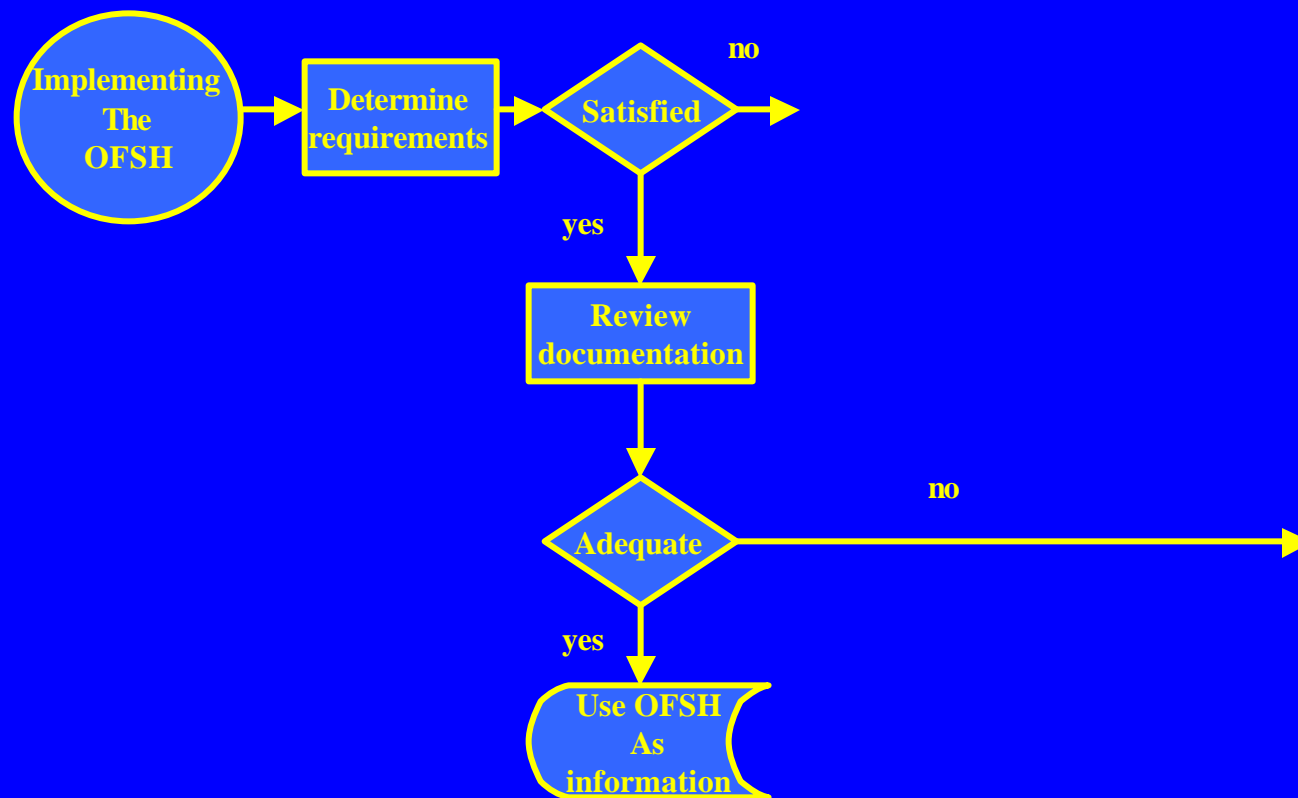 Implementing
The
OFSH
Determine
requirements
Satisfied
no
yes
Review
documentation
Adequate
no
yes
Use OFSH
As
information